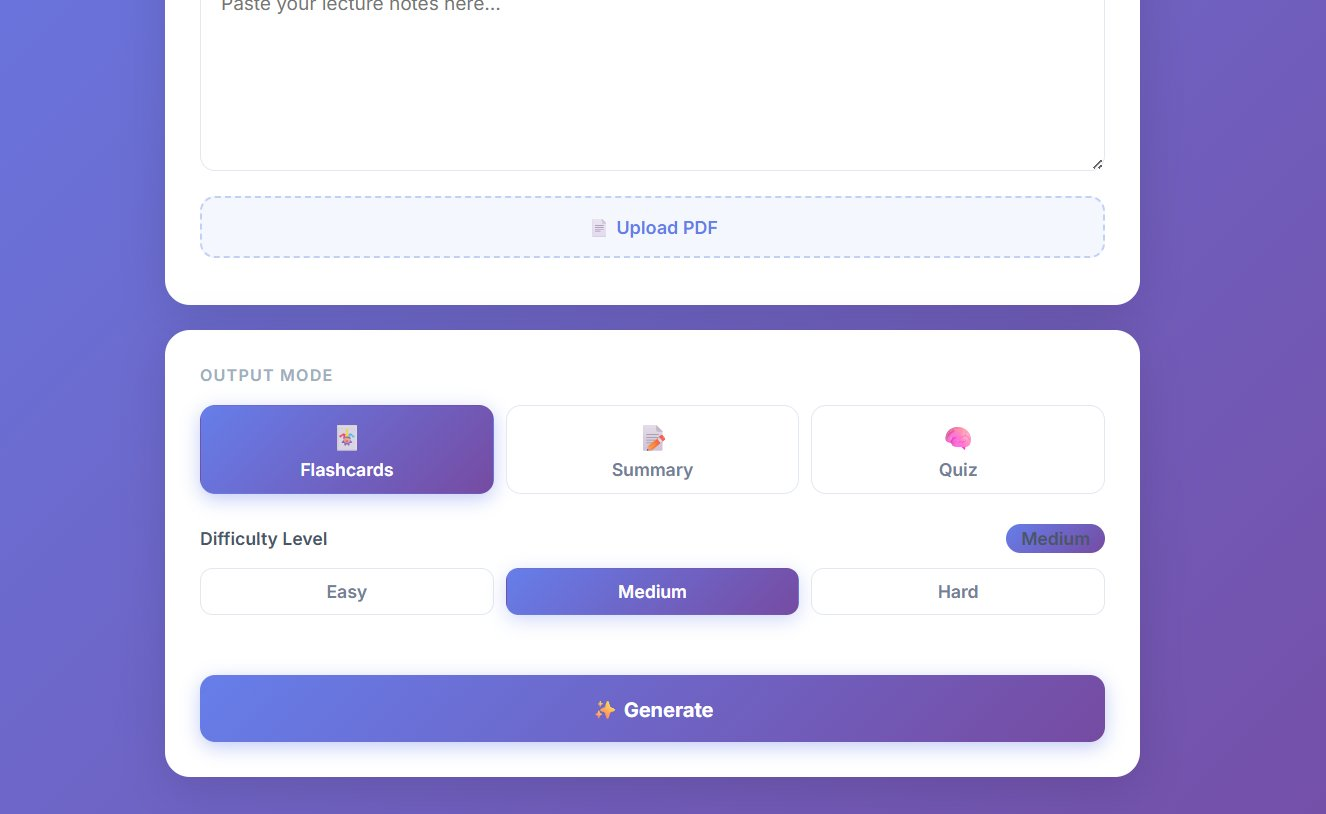 Paste your lecture notes here...
Upload PDF
OUTPUT MODE
Flashcards
Summary
Quiz
Difficulty Level
Medium
Easy
Medium
Hard
Generate